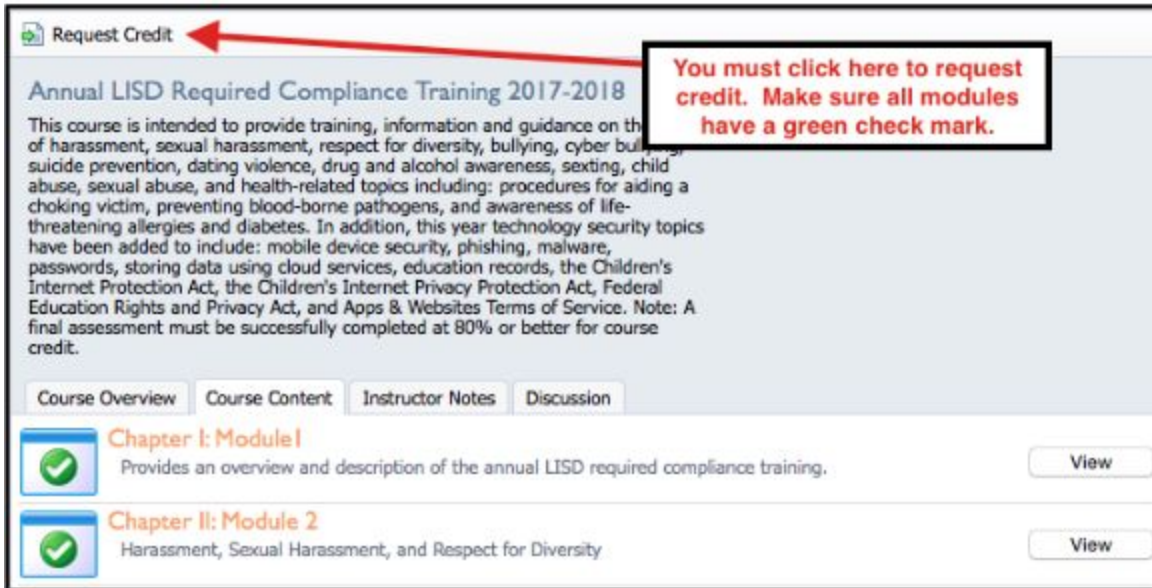 Request Credit
You must click here to request
credit. Make sure all modules
have a green check mark.
Annual LISD Required Compliance Training 2017-2018
This course is intended to provide training, information and guidance on
of harassment, sexual harassment, respect for diversity, bullying, cyber
suicide prevention, dating violence, drug and alcohol awareness, sexting, child
abuse, sexual abuse, and health-related topics including: procedures for aiding a
choking victim, preventing blood-borne pathogens, and awareness of life-
threatening allergies and diabetes. In addition, this year technology security topics
have been added to include: mobile device security, phishing, malware,
passwords, storing data using cloud services, education records, the Children's
Internet Protection Act, the Children's Internet Privacy Protection Act, Federal
Education Rights and Privacy Act, and Apps & Websites Terms of Service. Note: A
final assessment must be successfully completed at 80% or better for course
credit.
Course Overview Course Content Instructor Notes Discussion
Chapter I: Module1
Provides an overview and description of the annual LISD required compliance training.
View
Chapter II: Module 2
Harassment, Sexual Harassment, and Respect for Diversity
View